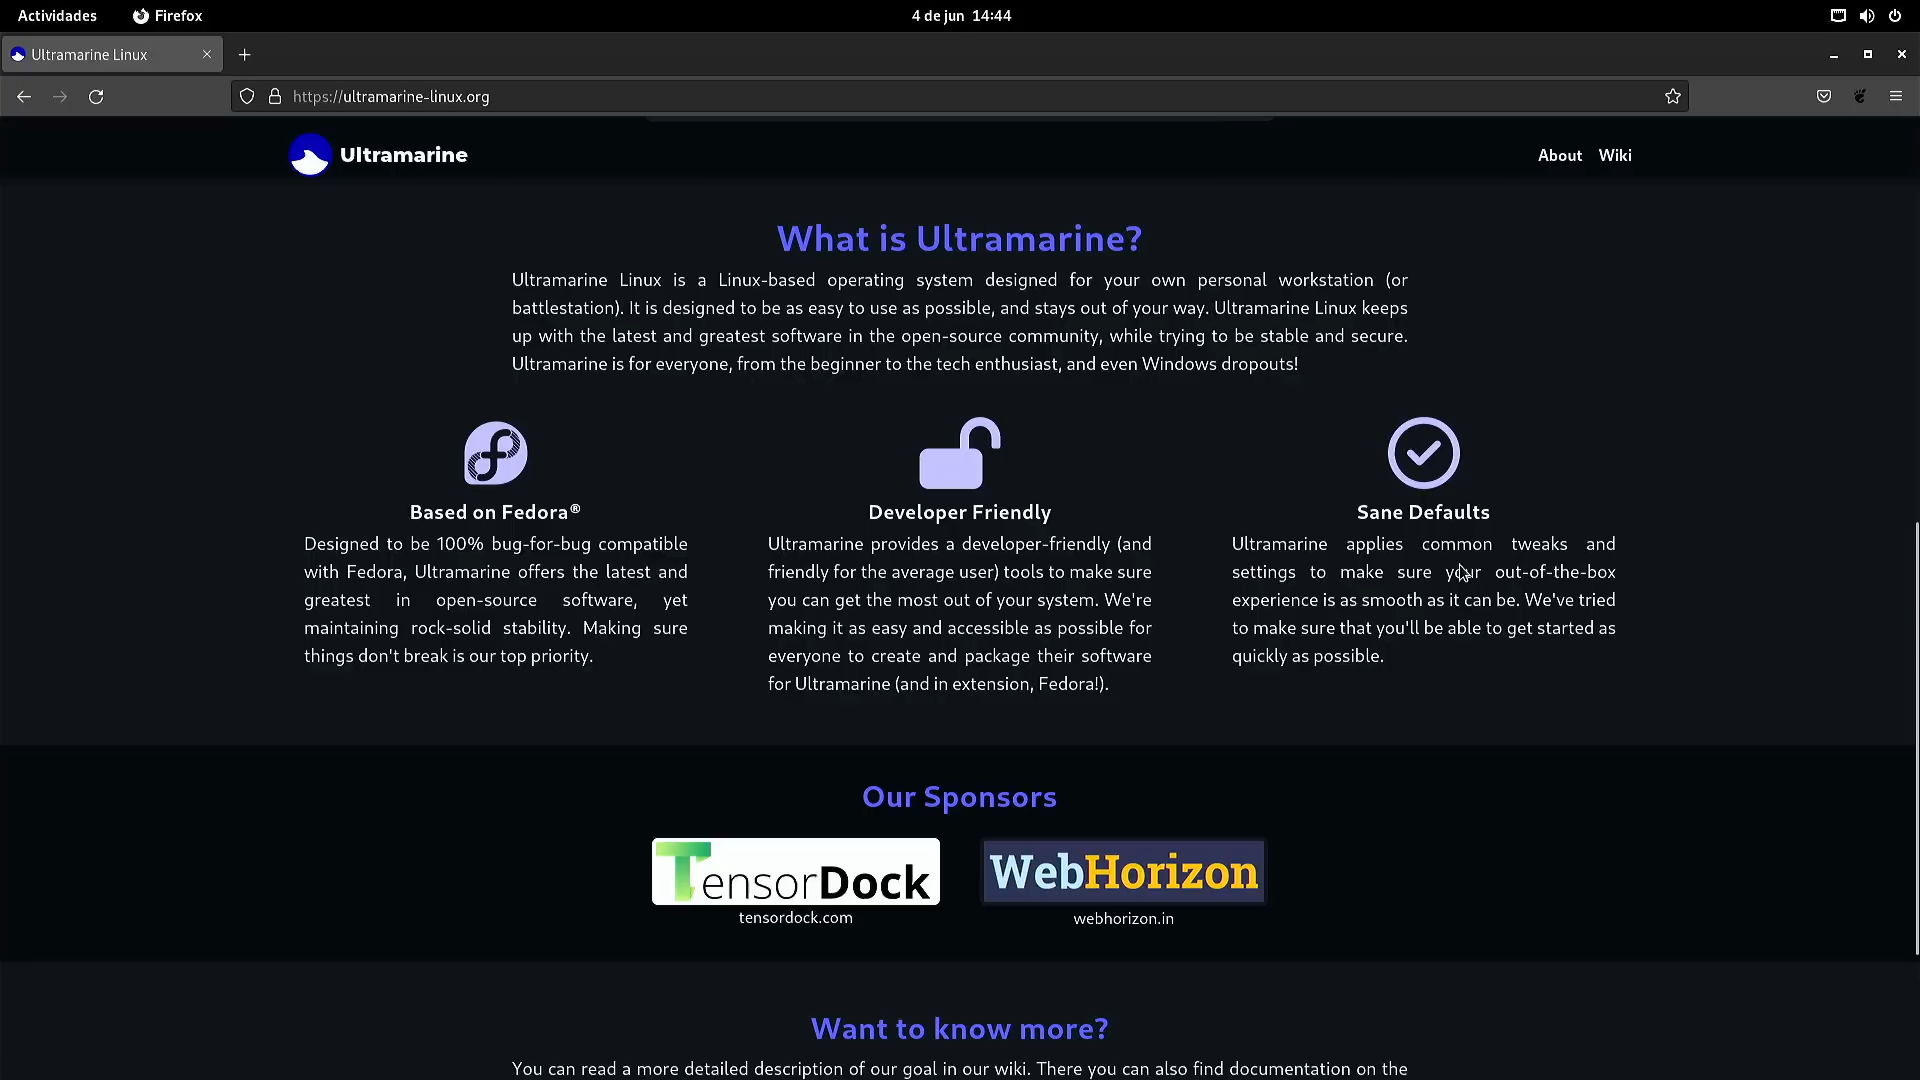 Actividades Firefox 4 de jun 14:44
Ultramarine Linux
https://ultramarine-linux.org
Ultramarine About Wiki
What is Ultramarine?
Ultramarine Linux is a Linux-based operating system designed for your own personal workstation (or
battlestation). It is designed to be as easy to use as possible, and stays out of your way. Ultramarine Linux keeps
up with the latest and greatest software in the open-source community, while trying to be stable and secure.
Ultramarine is for everyone, from the beginner to the tech enthusiast, and even Windows dropouts!
Based on Fedora®
Designed to be 100% bug-for-bug compatible
with Fedora, Ultramarine offers the latest and
greatest in open-source software, yet
maintaining rock-solid stability. Making sure
things don't break is our top priority.
Developer Friendly
Ultramarine provides a developer-friendly (and
friendly for the average user) tools to make sure
you can get the most out of your system. We're
making it as easy and accessible as possible for
everyone to create and package their software
for Ultramarine (and in extension, Fedora!).
Sane Defaults
Ultramarine applies common tweaks and
settings to make sure your out-of-the-box
experience is as smooth as it can be. We've tried
to make sure that you'll be able to get started as
quickly as possible.
Our Sponsors
TensorDock
tensordock.com
WebHorizon
webhorizon.in
Want to know more?
You can read a more detailed description of our goal in our wiki. There you can also find documentation on the